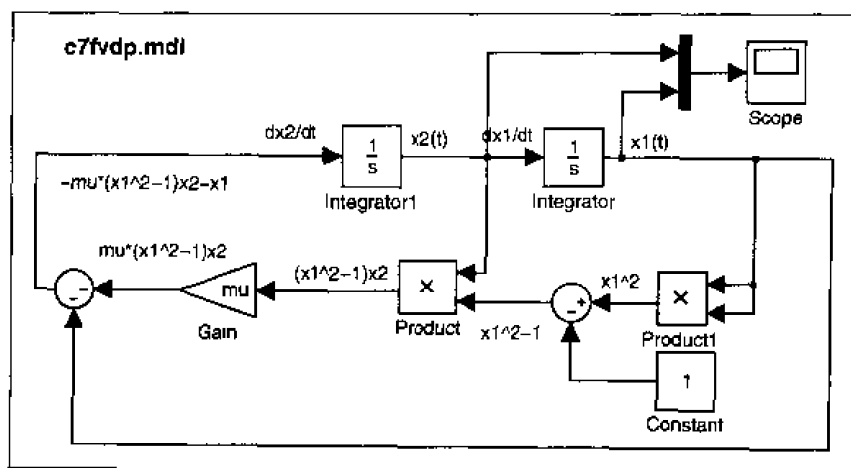 c7fvdp.mdl
Scope
dx2/dt
1
s
x2(t)
dx1/dt
1
s
x1(t)
Integrator1
Integrator
-mu*(x1^2-1)x2-x1
mu*(x1^2-1)x2
mu
Gain
(x1^2-1)x2
×
Product
x1^2-1
x1^2
×
Product1
1
Constant